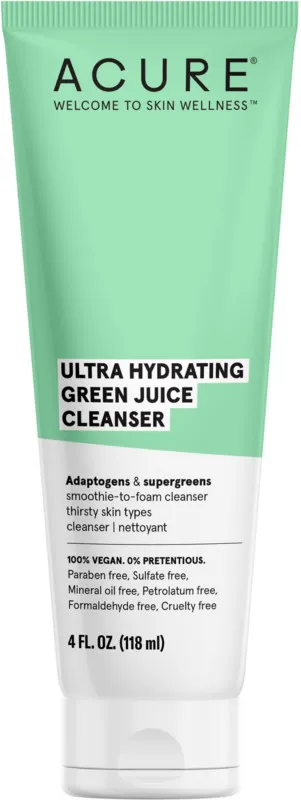 ACURE®
WELCOME TO SKIN WELLNESS™
ULTRA HYDRATING
GREEN JUICE
CLEANSER
Adaptogens & supergreens
smoothie-to-foam cleanser
thirsty skin types
cleanser | nettoyant
100% VEGAN. 0% PRETENTIOUS.
Paraben free, Sulfate free,
Mineral oil free, Petrolatum free,
Formaldehyde free, Cruelty free
4 FL. OZ. (118 ml)